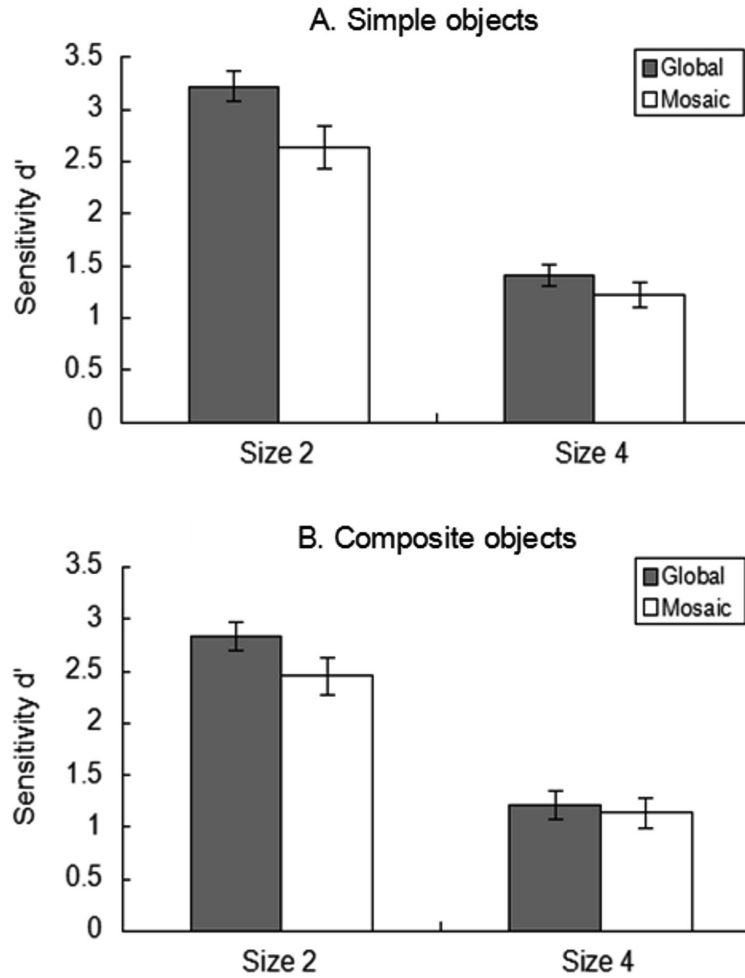 A. Simple objects
3.5
3
2.5
2
1.5
1
0.5
0
Sensitivity d'
Global
Mosaic
Size 2
Size 4
B. Composite objects
3.5
3
2.5
2
1.5
1
0.5
0
Sensitivity d'
Global
Mosaic
Size 2
Size 4